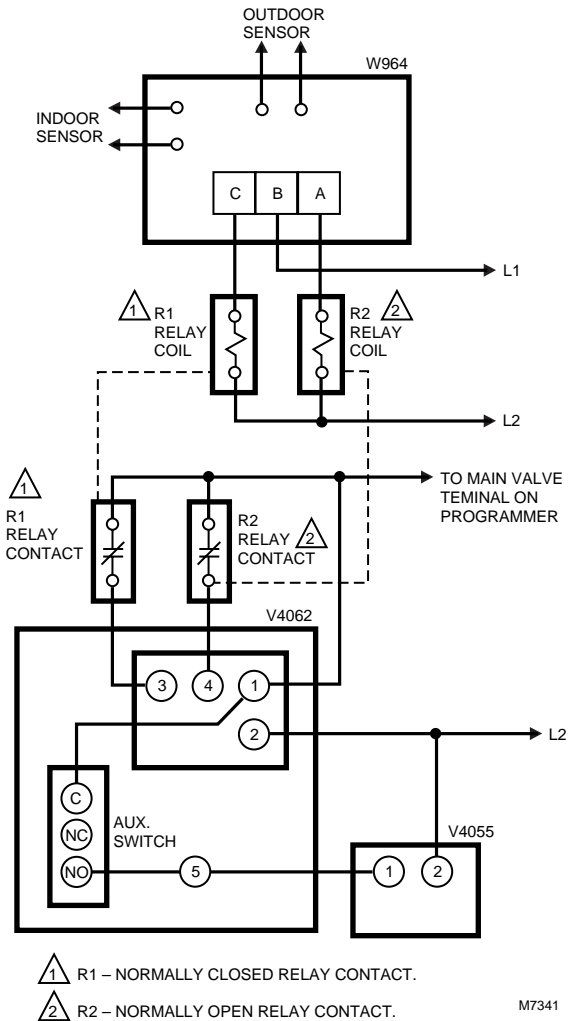 OUTDOOR
SENSOR
W964
INDOOR
SENSOR
C B A
L1
1
R1
RELAY
COIL
R2
RELAY
COIL
2
L2
1
R1
RELAY
CONTACT
R2
RELAY
CONTACT
2
TO MAIN VALVE
TEMINAL ON
PROGRAMMER
V4062
3 4 1
2
L2
C
NC
NO
AUX.
SWITCH
5
V4055
1 2
1 R1 – NORMALLY CLOSED RELAY CONTACT.
2 R2 – NORMALLY OPEN RELAY CONTACT.
M7341